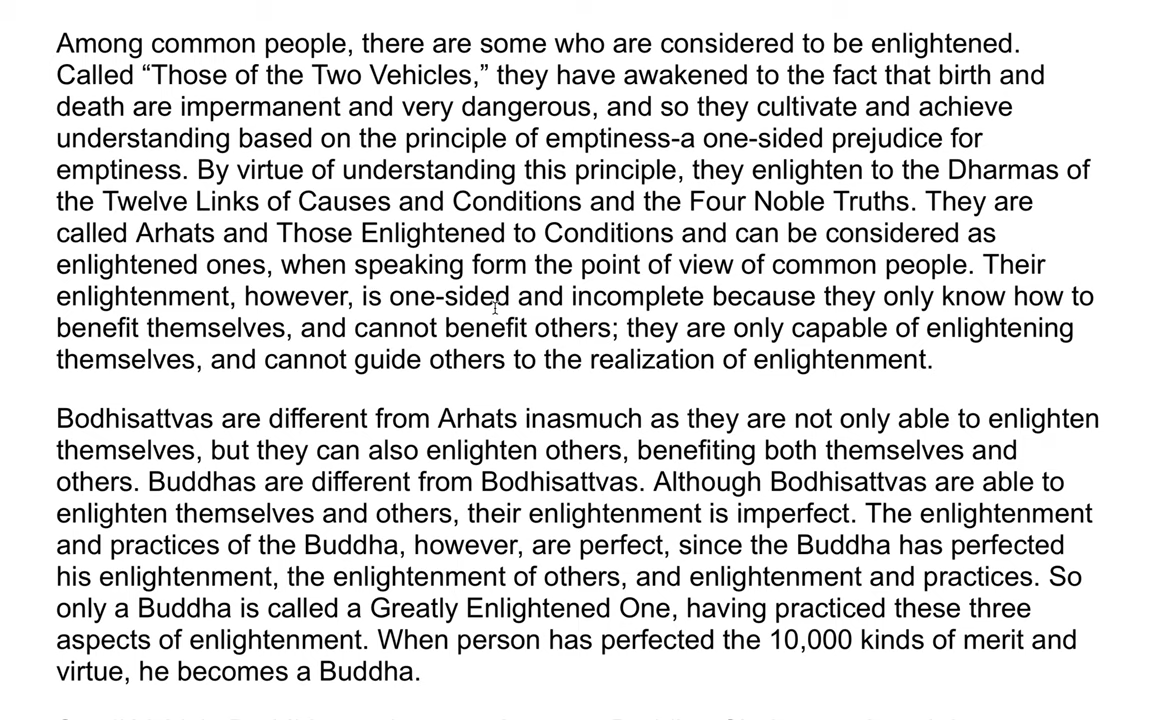 Among common people, there are some who are considered to be enlightened.
Called “Those of the Two Vehicles,” they have awakened to the fact that birth and
death are impermanent and very dangerous, and so they cultivate and achieve
understanding based on the principle of emptiness-a one-sided prejudice for
emptiness. By virtue of understanding this principle, they enlighten to the Dharmas of
the Twelve Links of Causes and Conditions and the Four Noble Truths. They are
called Arhats and Those Enlightened to Conditions and can be considered as
enlightened ones, when speaking form the point of view of common people. Their
enlightenment, however, is one-sided and incomplete because they only know how to
benefit themselves, and cannot benefit others; they are only capable of enlightening
themselves, and cannot guide others to the realization of enlightenment.
Bodhisattvas are different from Arhats inasmuch as they are not only able to enlighten
themselves, but they can also enlighten others, benefiting both themselves and
others. Buddhas are different from Bodhisattvas. Although Bodhisattvas are able to
enlighten themselves and others, their enlightenment is imperfect. The enlightenment
and practices of the Buddha, however, are perfect, since the Buddha has perfected
his enlightenment, the enlightenment of others, and enlightenment and practices. So
only a Buddha is called a Greatly Enlightened One, having practiced these three
aspects of enlightenment. When person has perfected the 10,000 kinds of merit and
virtue, he becomes a Buddha.